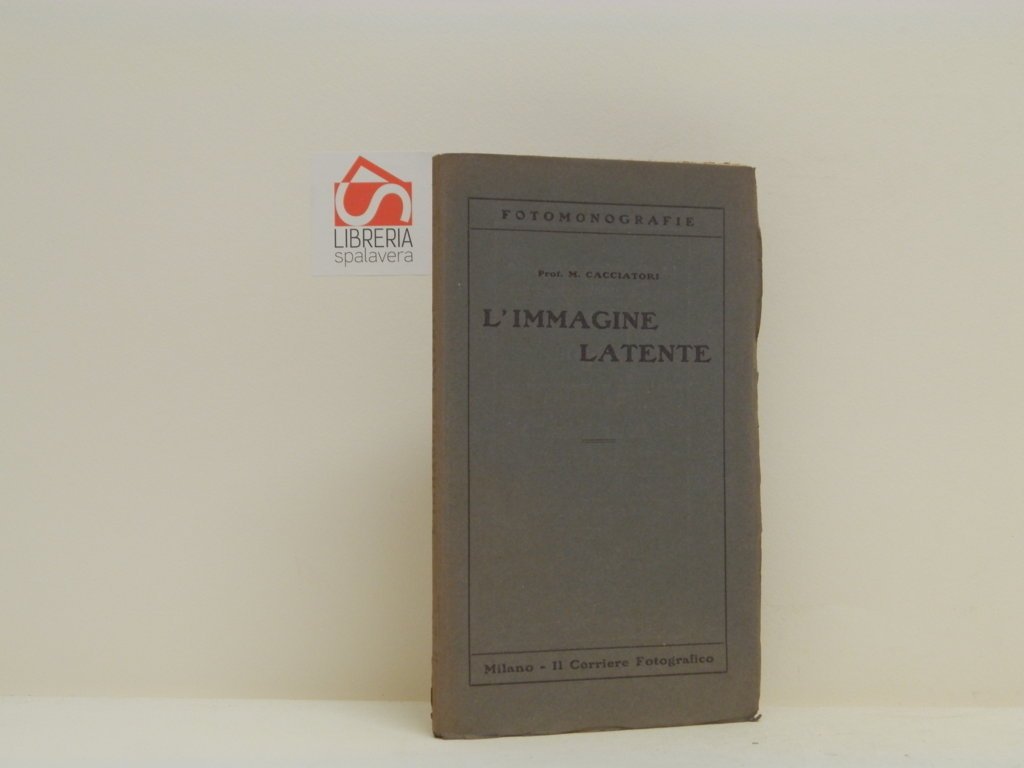 LIBRERIA
spalavera
FOTOMONOGRAFIE
Prof. M. CACCIATORI
L'IMMAGINE
LATENTE
Milano - Il Corriere Fotografico